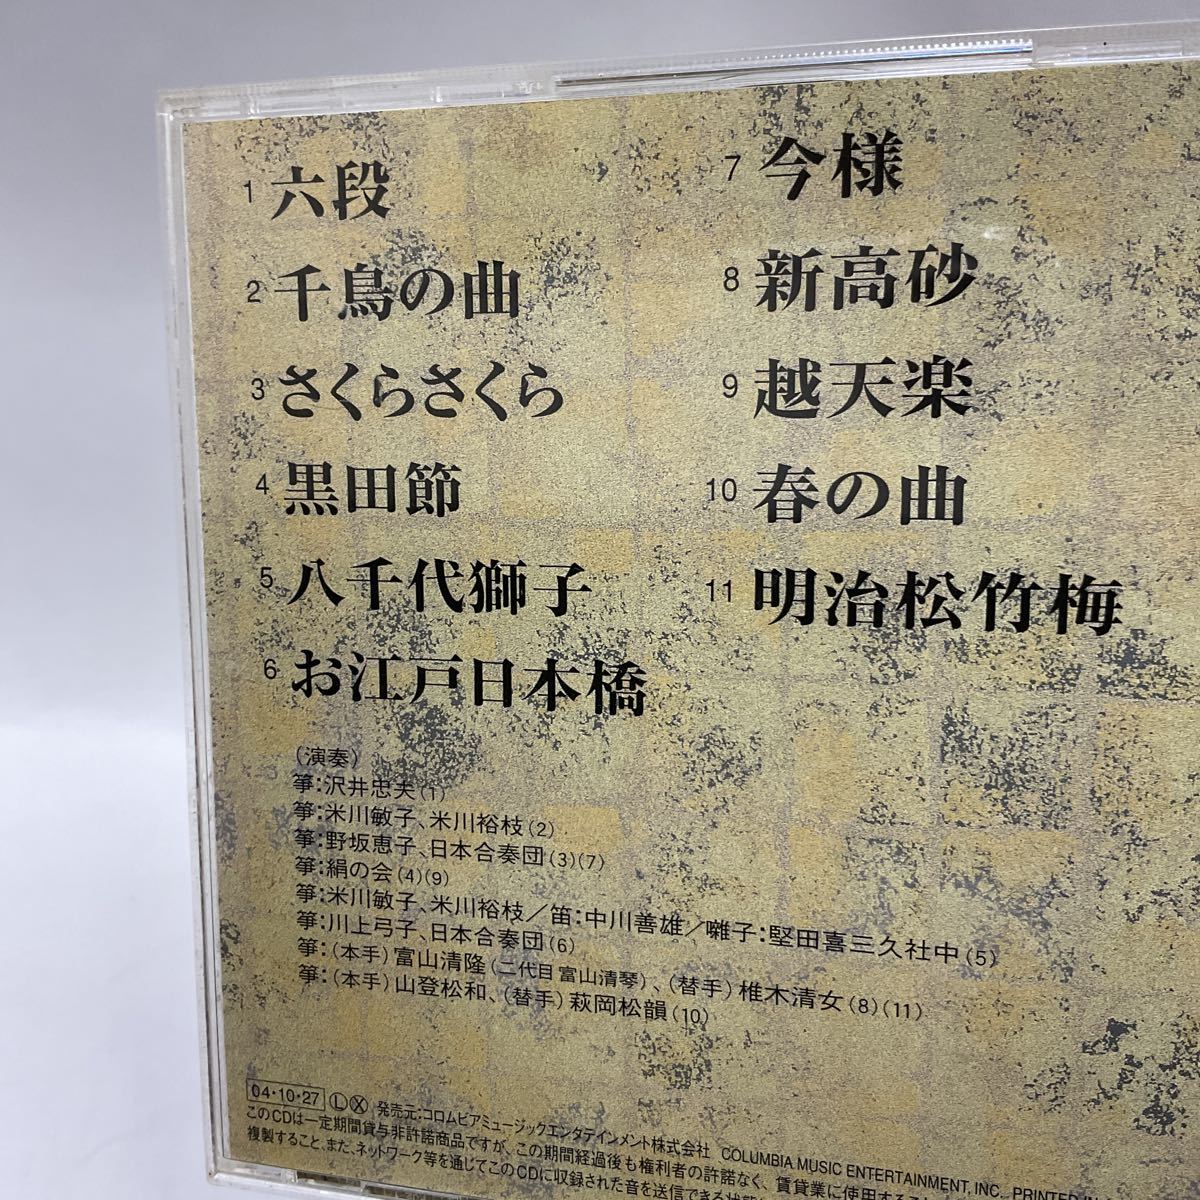 1 六段
2 千鳥の曲
3 さくらさくら
4 黒田節
5 八千代獅子
6 お江戸日本橋
7 今様
8 新高砂
9 越天楽
10 春の曲
11 明治松竹梅
(演奏)
箏:沢井忠夫(1)
箏:米川敏子、米川裕枝(2)
箏:野坂恵子、日本合奏団(3)(7)
箏:絹の会(4)(9)
箏:米川敏子、米川裕枝/笛:中川善雄/囃子:堅田喜三久社中(5)
箏:川上弓子、日本合奏団(6)
箏:(本手)富山清隆(二代目 富山清琴)、(替手)椎木清女(8)(11)
箏:(本手)山登松和、(替手)萩岡松韻(10)
04・10・27 Ⓛ Ⓧ 発売元:コロムビアミュージックエンタテインメント株式会社 COLUMBIA MUSIC ENTERTAINMENT, INC. PRINTED IN
このCDは一定期間貸与非許諾商品ですが、この期間経過後も権利者の許諾なく、賃貸業に使用すること
複製すること、また、ネットワーク等を通じてこのCDに収録された音を送信できる状態